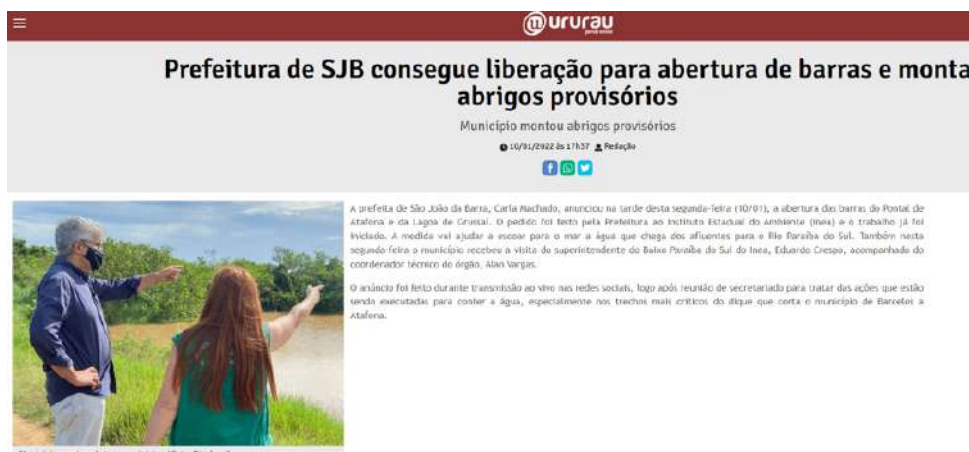 mururau
Prefeitura de SJB consegue liberação para abertura de barras e monta
abrigos provisórios
Município montou abrigos provisórios
10/01/2022 às 17h37 Redação
A prefeita de São João da Barra, Carla Machado, anunciou na tarde desta segunda-feira (10/01), a abertura das barras do Pontal de
Atafona e da Lagoa de Grussaí. O pedido foi feito pela Prefeitura ao Instituto Estadual do Ambiente (Inea) e o trabalho já foi
iniciado. A medida vai ajudar a escoar para o mar a água que chega dos afluentes para o Rio Paraíba do Sul. Também nesta
segunda-feira o município recebeu a visita do superintendente do Baixo Paraíba do Sul do Inea, Eduardo Crespo, acompanhado do
coordenador técnico do órgão, Alan Vargas.
O anúncio foi feito durante transmissão ao vivo nas redes sociais, logo após reunião de secretariado para tratar das ações que estão
sendo executadas para conter a água, especialmente nos trechos mais críticos do dique que corta o município de Barcelos a
Atafona.